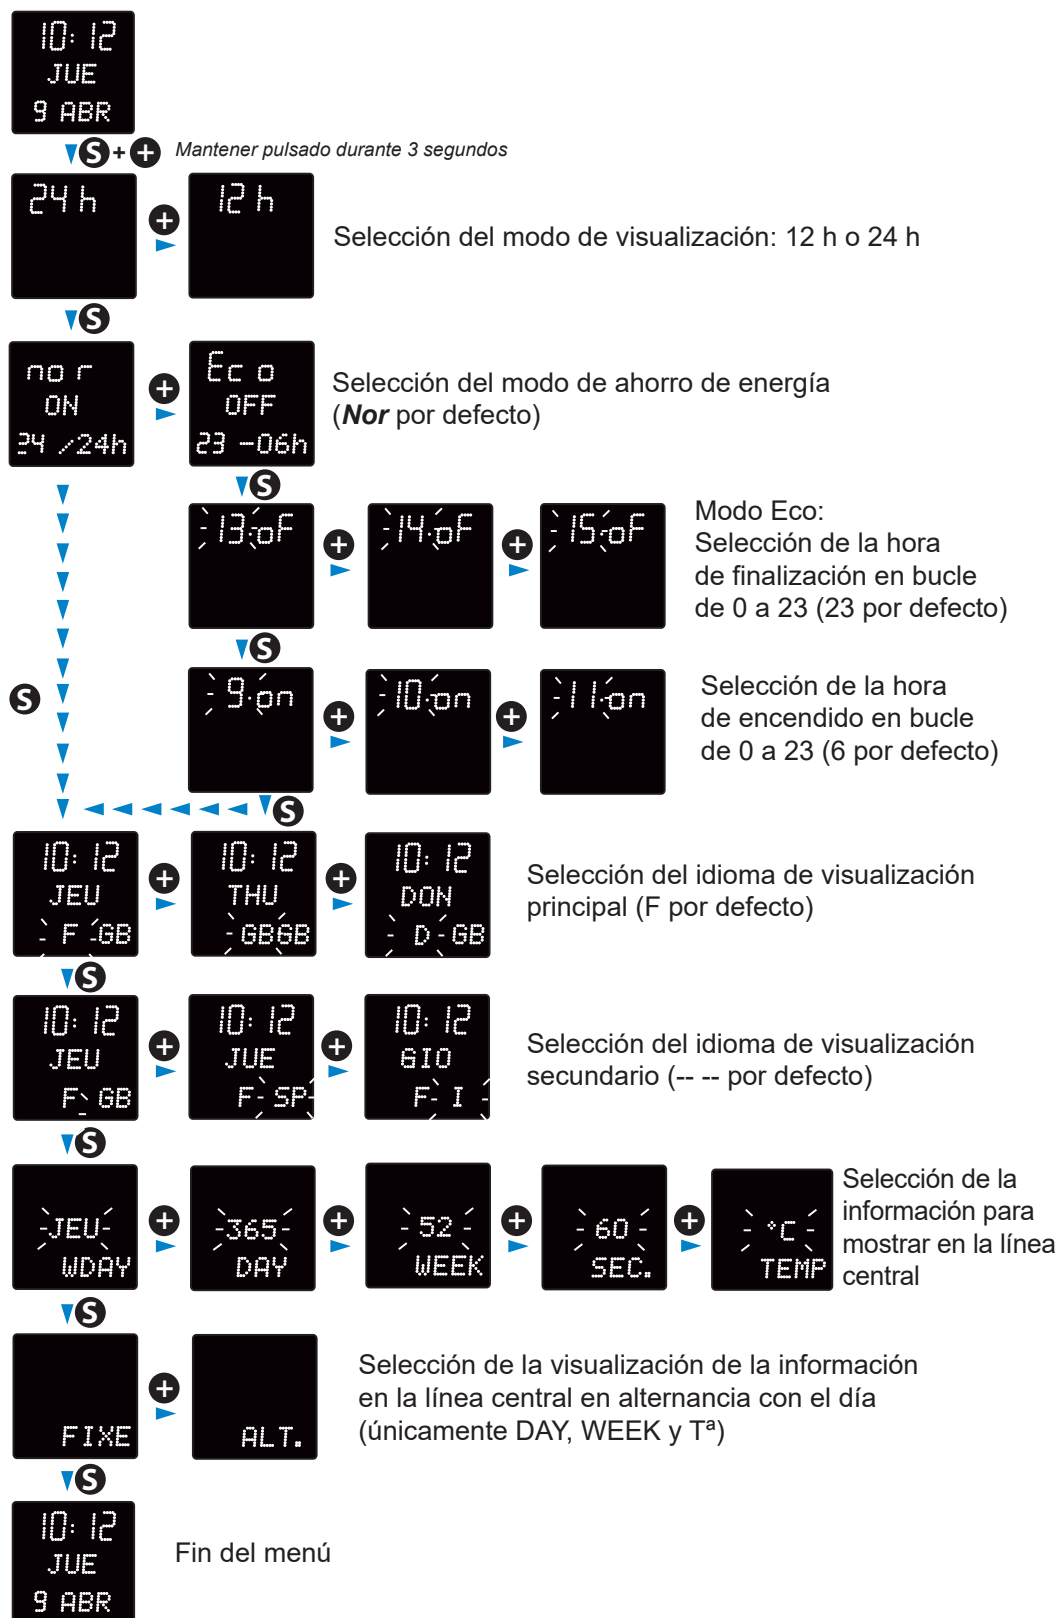 10:12
JUE
9 ABR
S + + Mantener pulsado durante 3 segundos
24 h + 12 h
Selección del modo de visualización: 12 h o 24 h
S
nor
ON
24 /24h
+
Eco
OFF
23 -06h
Selección del modo de ahorro de energía
(Nor por defecto)
S
13:oF + 14:oF + 15:oF
Modo Eco:
Selección de la hora
de finalización en bucle
de 0 a 23 (23 por defecto)
S
S
9:on + 10:on + 11:on
Selección de la hora
de encendido en bucle
de 0 a 23 (6 por defecto)
S
10:12
JEU
F GB
+
10:12
THU
GBGB
+
10:12
DON
D GB
Selección del idioma de visualización
principal (F por defecto)
S
10:12
JEU
F GB
+
10:12
JUE
F SP
+
10:12
GIO
F I
Selección del idioma de visualización
secundario (-- -- por defecto)
S
JEU
WDAY
+
365
DAY
+
52
WEEK
+
60
SEC.
+
°C
TEMP
Selección de la
información para
mostrar en la línea
central
S
FIXE + ALT.
Selección de la visualización de la información
en la línea central en alternancia con el día
(únicamente DAY, WEEK y Tª)
S
10:12
JUE
9 ABR
Fin del menú